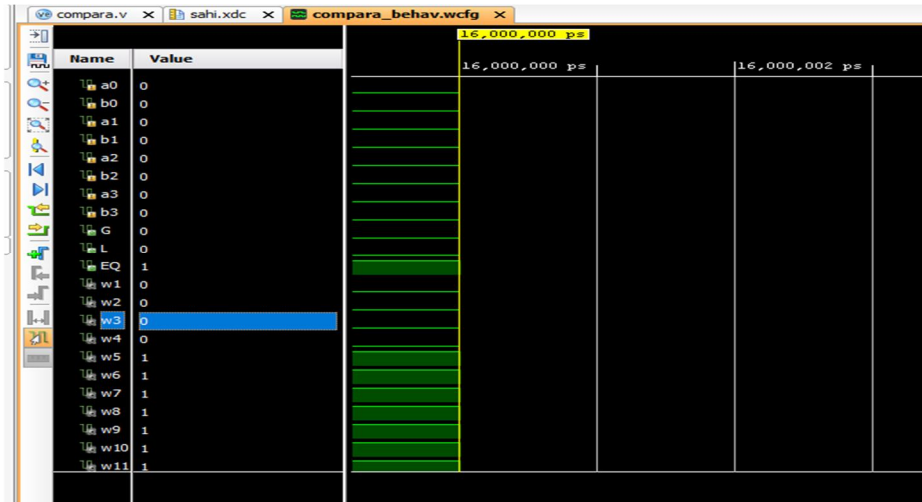 compara.v sahi.xdc compara_behav.wcfg
16,000,000 ps
Name Value 16,000,000 ps 16,000,002 ps
a0 0
b0 0
a1 0
b1 0
a2 0
b2 0
a3 0
b3 0
G 0
L 0
EQ 1
w1 0
w2 0
w3 0
w4 0
w5 1
w6 1
w7 1
w8 1
w9 1
w10 1
w11 1